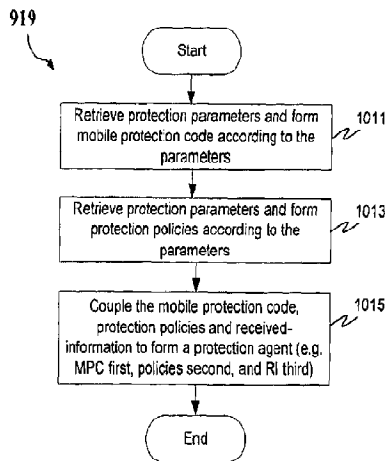 919
Start
Retrieve protection parameters and form
mobile protection code according to the
parameters
1011
Retrieve protection parameters and form
protection policies according to the
parameters
1013
Couple the mobile protection code,
protection policies and received-
information to form a protection agent (e.g.
MPC first, policies second, and RI third)
1015
End